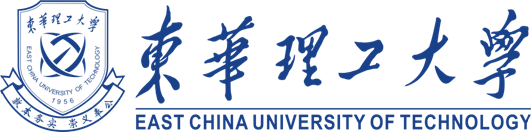 東華理工大學
EAST CHINA UNIVERSITY OF TECHNOLOGY
1956
東華理工大學
EAST CHINA UNIVERSITY OF TECHNOLOGY